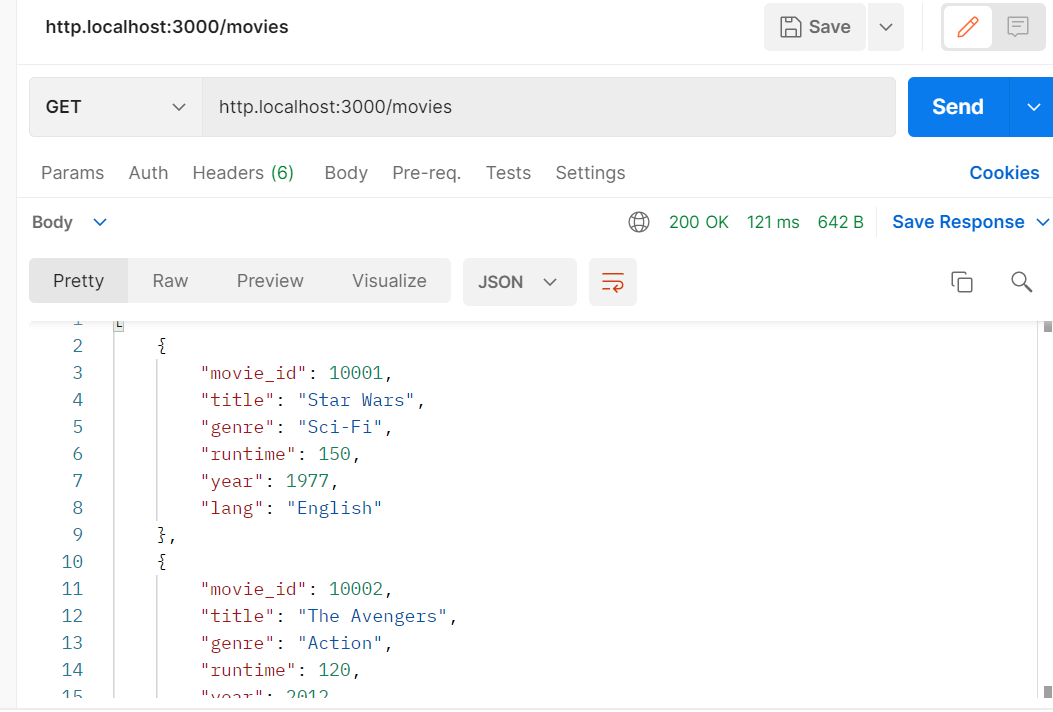 http.localhost:3000/movies
Save
GET
http.localhost:3000/movies
Send
Params Auth Headers (6) Body Pre-req. Tests Settings Cookies
Body 200 OK 121 ms 642 B Save Response
Pretty Raw Preview Visualize JSON
1 [
2 {
3 "movie_id": 10001,
4 "title": "Star Wars",
5 "genre": "Sci-Fi",
6 "runtime": 150,
7 "year": 1977,
8 "lang": "English"
9 },
10 {
11 "movie_id": 10002,
12 "title": "The Avengers",
13 "genre": "Action",
14 "runtime": 120,
15 "year": 2012